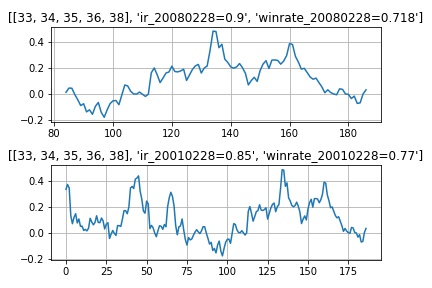 [[33, 34, 35, 36, 38], 'ir_20080228=0.9', 'winrate_20080228=0.718']
0.4
0.2
0.0
−0.2
80 100 120 140 160 180
[[33, 34, 35, 36, 38], 'ir_20010228=0.85', 'winrate_20010228=0.77']
0.4
0.2
0.0
−0.2
0 25 50 75 100 125 150 175